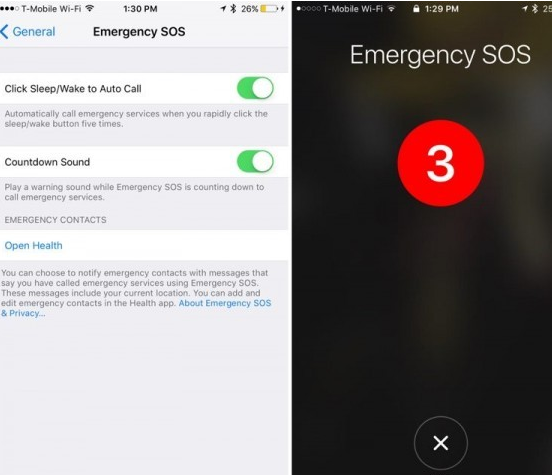 T-Mobile Wi-Fi 1:30 PM 26%
General Emergency SOS
Click Sleep/Wake to Auto Call
Automatically call emergency services when you rapidly click the
sleep/wake button five times.
Countdown Sound
Play a warning sound while Emergency SOS is counting down to
call emergency services.
EMERGENCY CONTACTS
Open Health
You can choose to notify emergency contacts with messages that
say you have called emergency services using Emergency SOS.
These messages include your current location. You can add and
edit emergency contacts in the Health app. About Emergency SOS
& Privacy...
T-Mobile Wi-Fi 1:29 PM 25
Emergency SOS
3